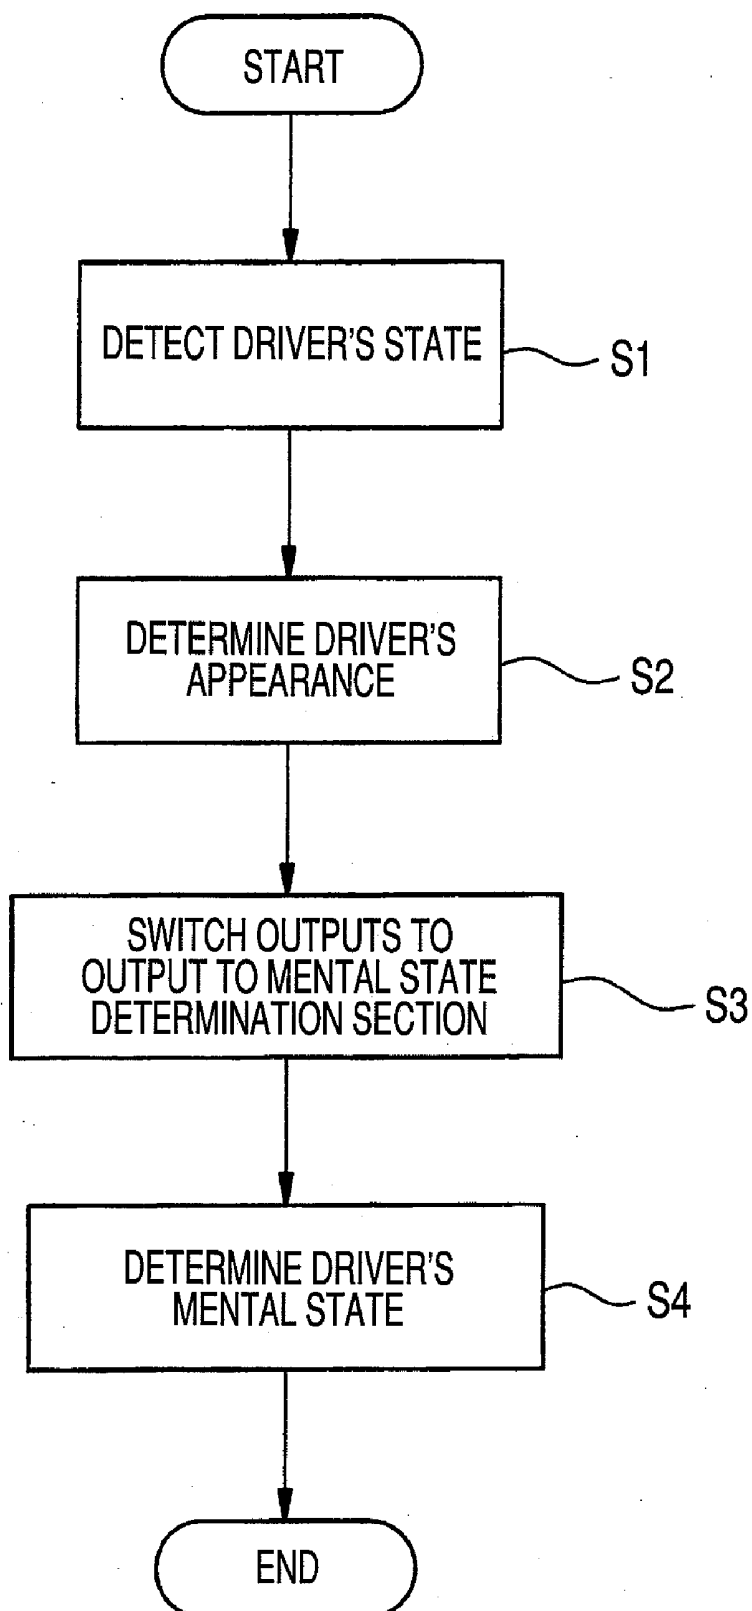 START
DETECT DRIVER'S STATE
S1
DETERMINE DRIVER'S
APPEARANCE
S2
SWITCH OUTPUTS TO
OUTPUT TO MENTAL STATE
DETERMINATION SECTION
S3
DETERMINE DRIVER'S
MENTAL STATE
S4
END